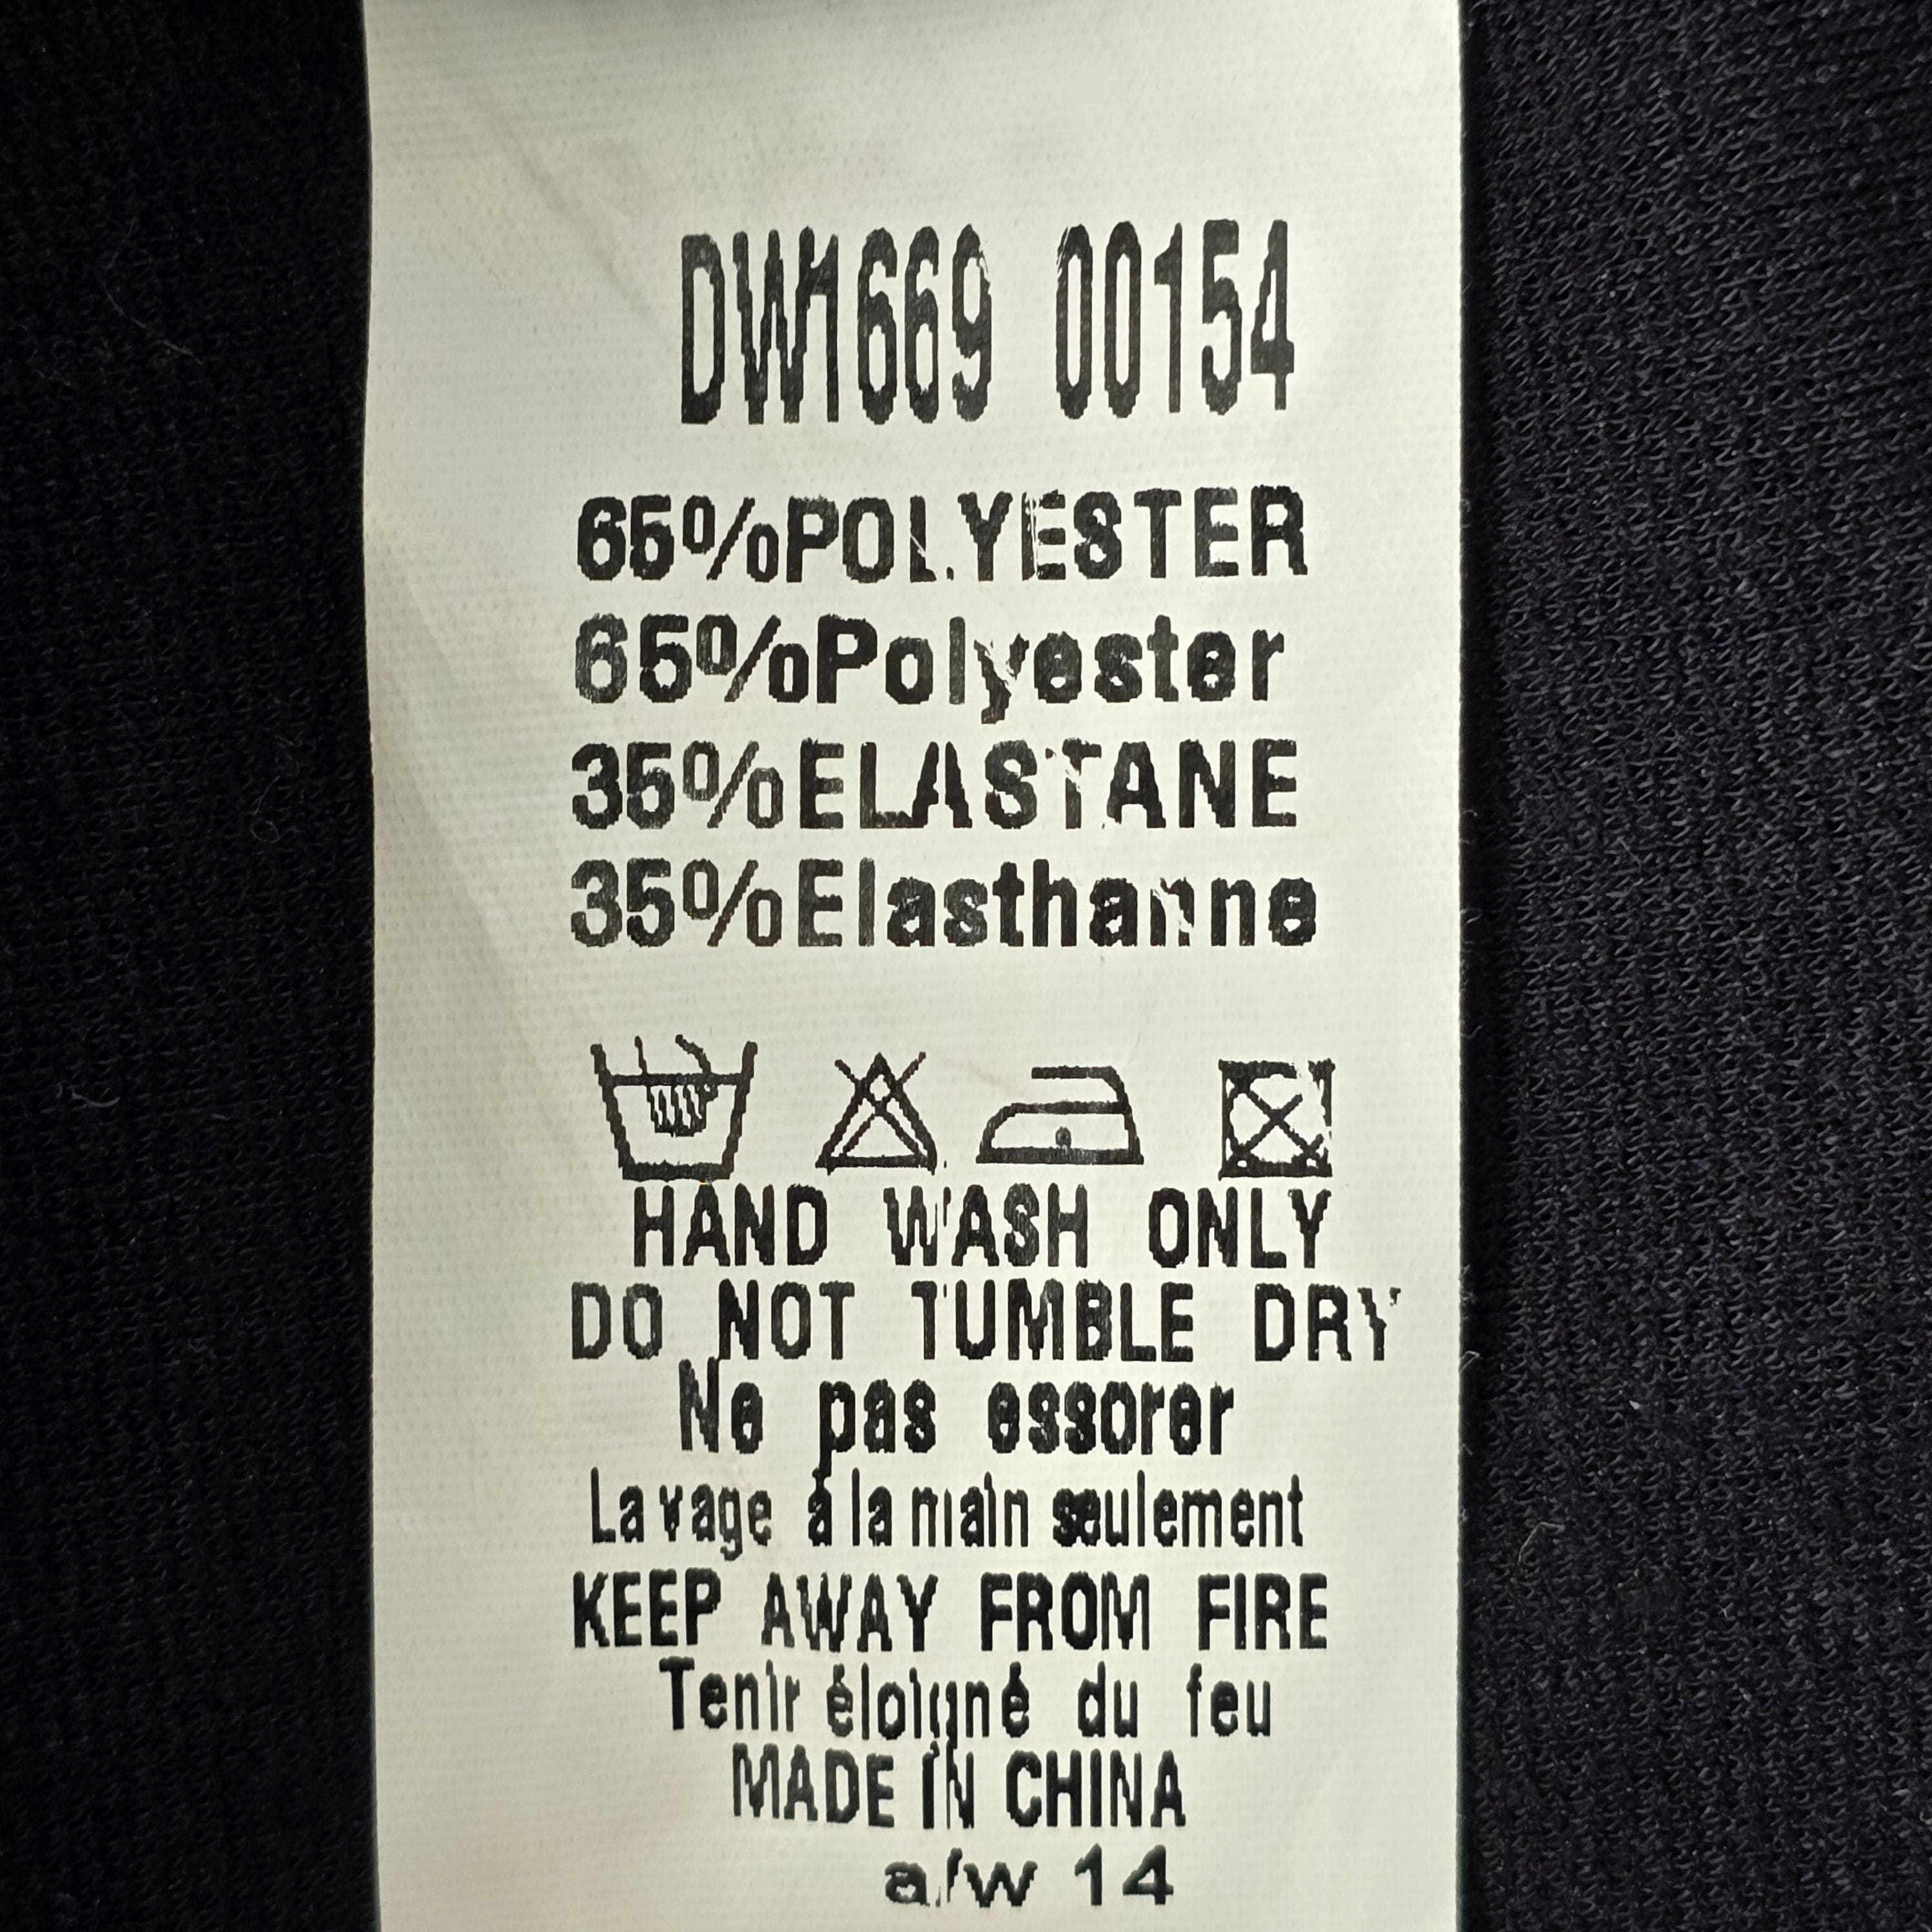 DW1669 00154
65%POLYESTER
65%Polyester
35%ELASTANE
35%Elasthanne
HAND WASH ONLY
DO NOT TUMBLE DRY
Ne pas essorer
Lavage à la main seulement
KEEP AWAY FROM FIRE
Tenir éloigné du feu
MADE IN CHINA
a/w 14